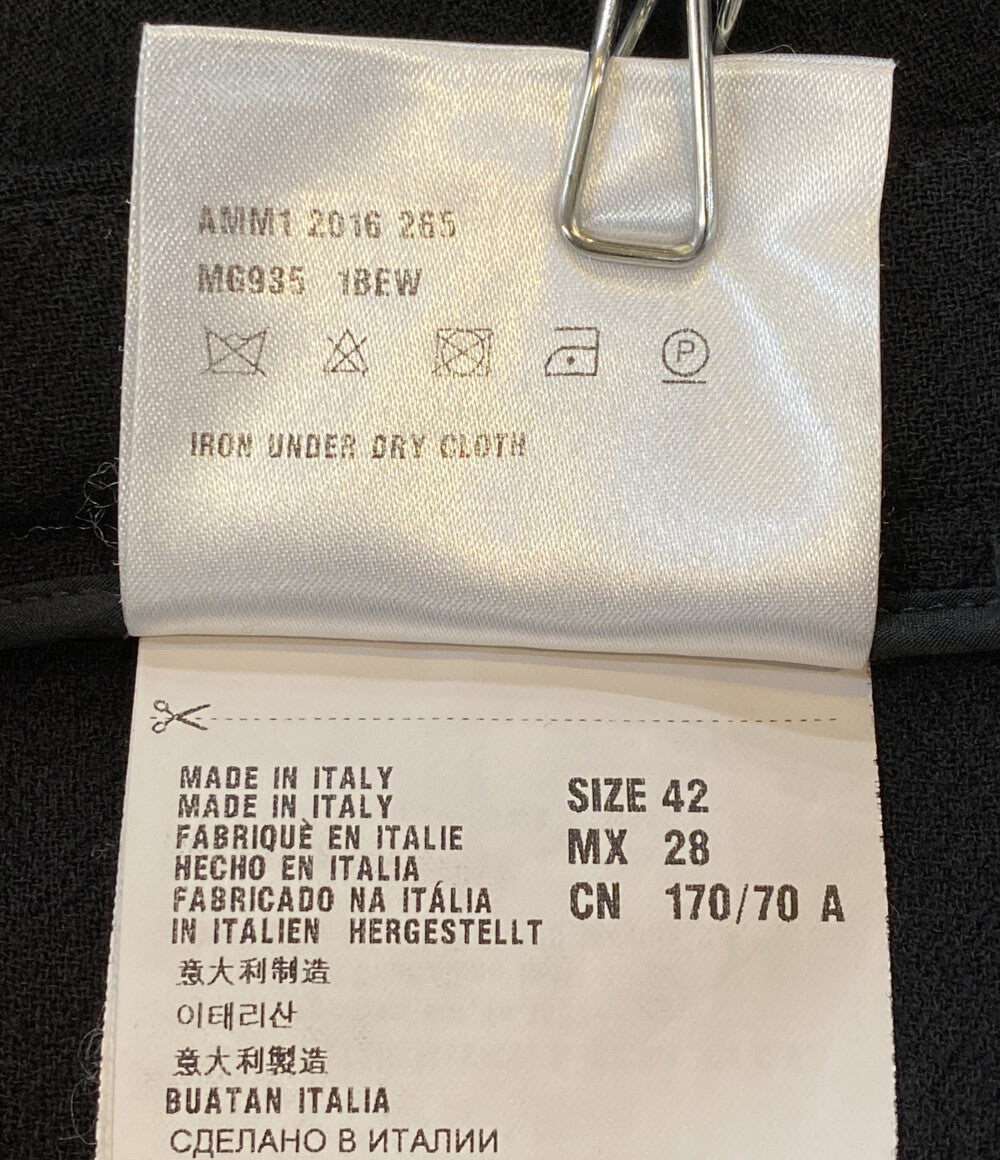 AMM1 2016 265
MG935 1BEW
P
IRON UNDER DRY CLOTH
MADE IN ITALY
MADE IN ITALY
FABRIQUÈ EN ITALIE
HECHO EN ITALIA
FABRICADO NA ITÁLIA
IN ITALIEN HERGESTELLT
意大利制造
이태리산
意大利製造
BUATAN ITALIA
СДЕЛАНО В ИТАЛИИ
SIZE 42
MX 28
CN 170/70 A